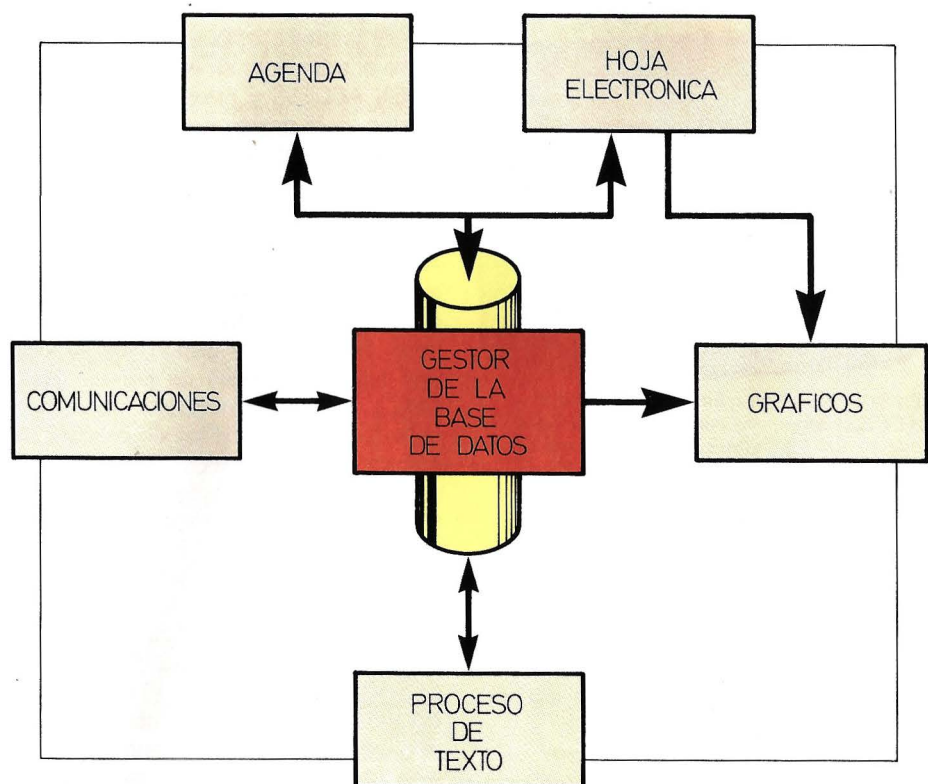 AGENDA
HOJA
ELECTRONICA
COMUNICACIONES
GESTOR
DE LA
BASE
DE DATOS
GRAFICOS
PROCESO
DE
TEXTO